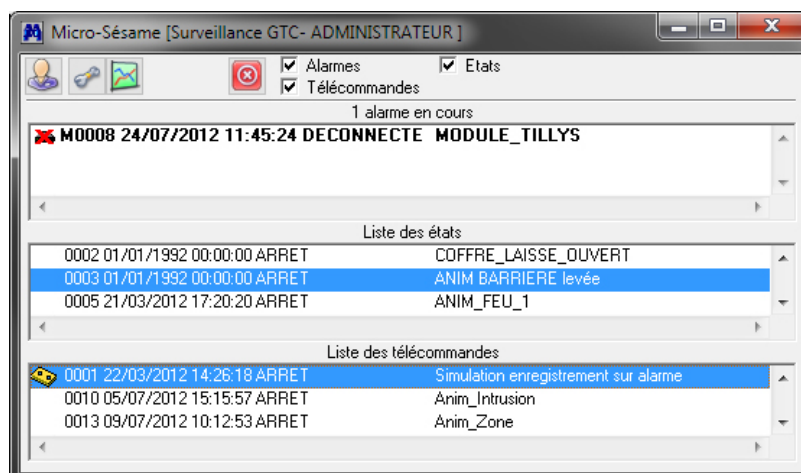 Micro-Sésame [Surveillance GTC- ADMINISTRATEUR ]
Alarmes Etats
Télécommandes
1 alarme en cours
M0008 24/07/2012 11:45:24 DECONNECTE MODULE_TILLYS
Liste des états
0002 01/01/1992 00:00:00 ARRET COFFRE_LAISSE_OUVERT
0003 01/01/1992 00:00:00 ARRET ANIM BARRIERE levée
0005 21/03/2012 17:20:20 ARRET ANIM_FEU_1
Liste des télécommandes
0001 22/03/2012 14:26:18 ARRET Simulation enregistrement sur alarme
0010 05/07/2012 15:15:57 ARRET Anim_Intrusion
0013 09/07/2012 10:12:53 ARRET Anim_Zone